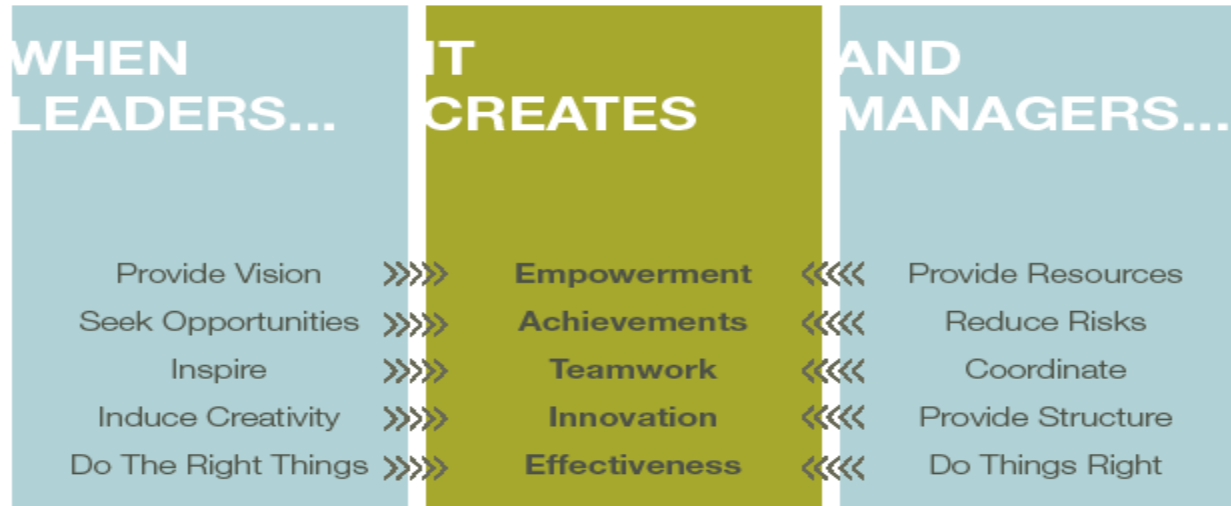 WHEN
LEADERS...
IT
CREATES
AND
MANAGERS...
Provide Vision »»» Empowerment ««« Provide Resources
Seek Opportunities »»» Achievements ««« Reduce Risks
Inspire »»» Teamwork ««« Coordinate
Induce Creativity »»» Innovation ««« Provide Structure
Do The Right Things »»» Effectiveness ««« Do Things Right